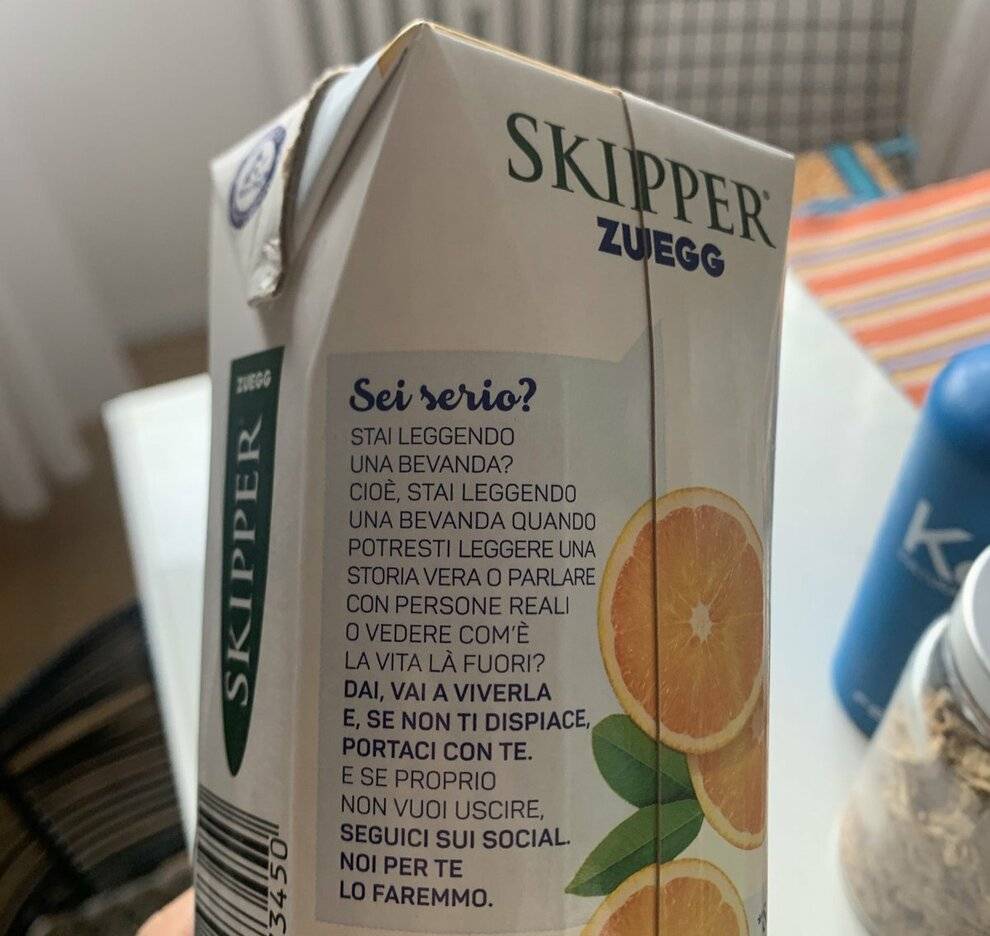 SKIPPER
ZUEGG
ZUEGG
SKIPPER
Sei serio?
STAI LEGGENDO
UNA BEVANDA?
CIOÈ, STAI LEGGENDO
UNA BEVANDA QUANDO
POTRESTI LEGGERE UNA
STORIA VERA O PARLARE
CON PERSONE REALI
O VEDERE COM'È
LA VITA LÀ FUORI?
DAI, VAI A VIVERLA
E, SE NON TI DISPIACE,
PORTACI CON TE.
E SE PROPRIO
NON VUOI USCIRE,
SEGUICI SUI SOCIAL.
NOI PER TE
LO FAREMMO.